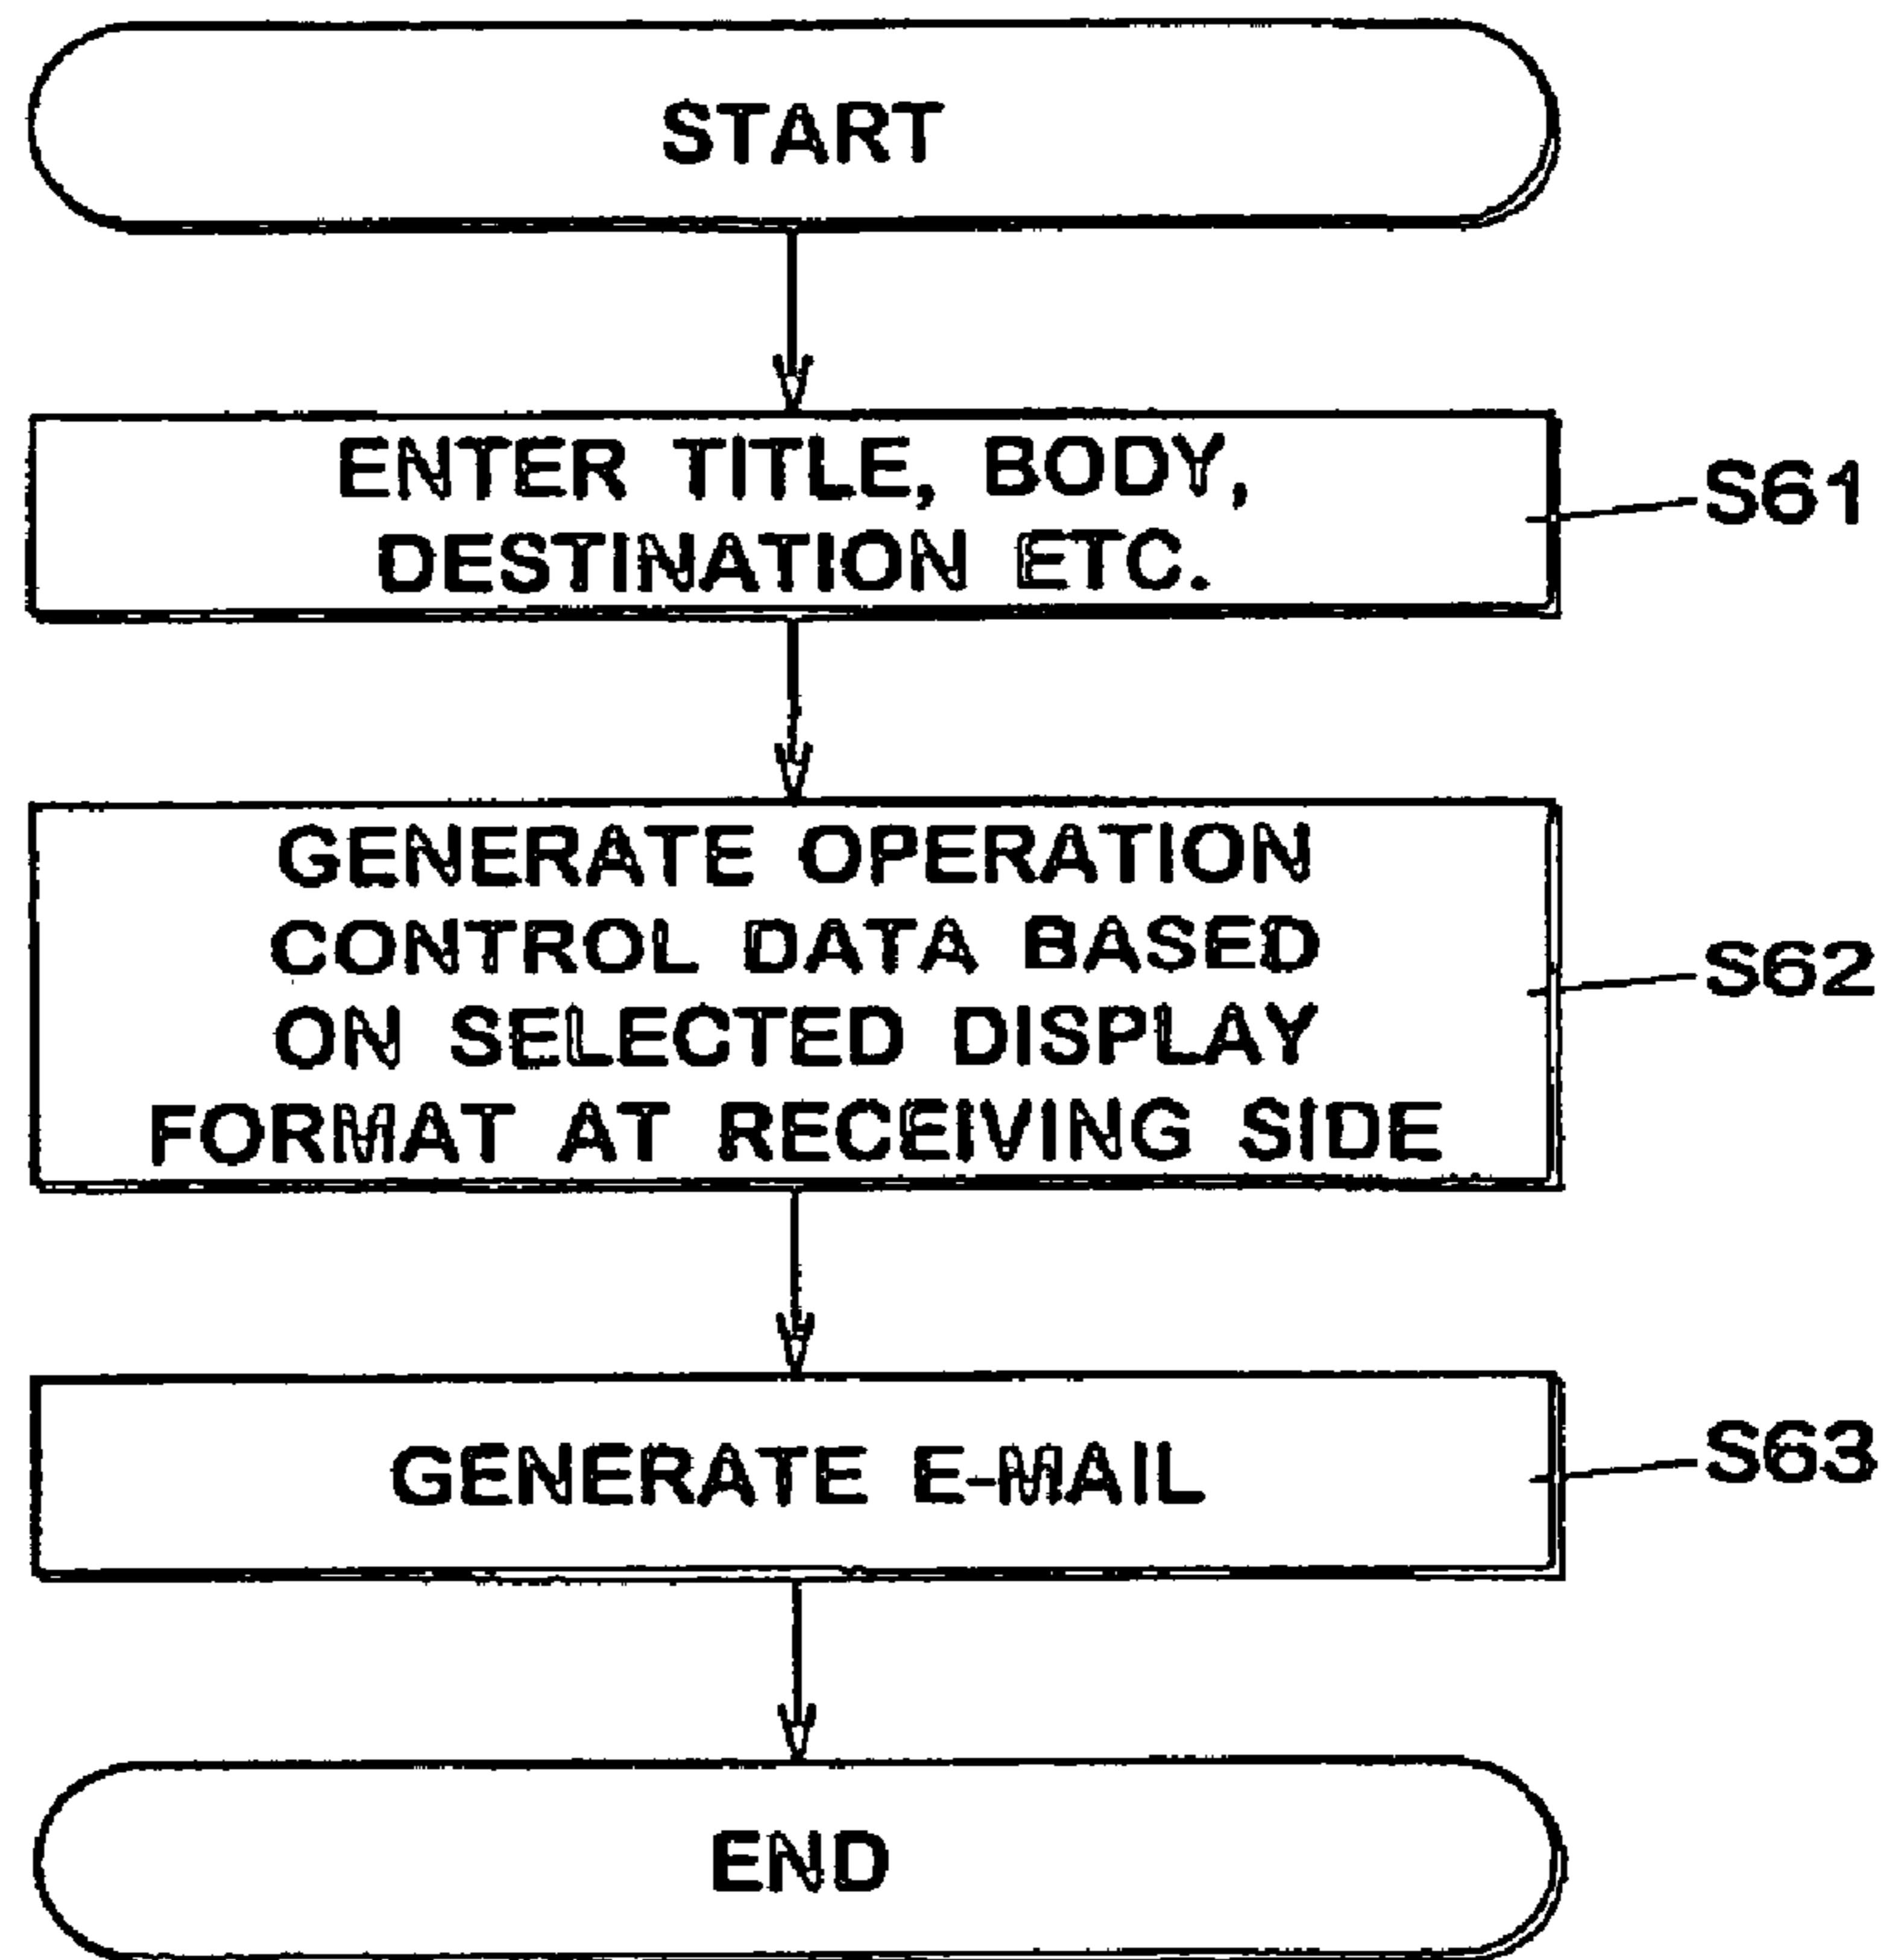 START
ENTER TITLE, BODY,
DESTINATION ETC.
S61
GENERATE OPERATION
CONTROL DATA BASED
ON SELECTED DISPLAY
FORMAT AT RECEIVING SIDE
S62
GENERATE E-MAIL
S63
END